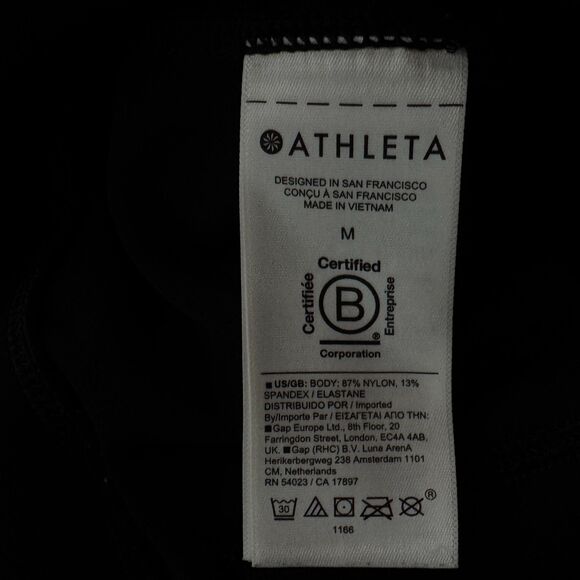 ATHLETA
DESIGNED IN SAN FRANCISCO
CONÇU À SAN FRANCISCO
MADE IN VIETNAM
M
Certified
Certifiée
B
Entreprise
®
Corporation
■ US/GB: BODY: 87% NYLON, 13%
SPANDEX / ELASTANE
DISTRIBUIDO POR / Imported
By/Importe Par / ΕΙΣΑΓΕΤΑΙ ΑΠΟ ΤΗΝ:
■Gap Europe Ltd., 8th Floor, 20
Farringdon Street, London, EC4A 4AB,
UK. ■Gap (RHC) B.V. Luna ArenA
Herikerbergweg 238 Amsterdam 1101
CM, Netherlands
RN 54023 / CA 17897
30 ®
1166